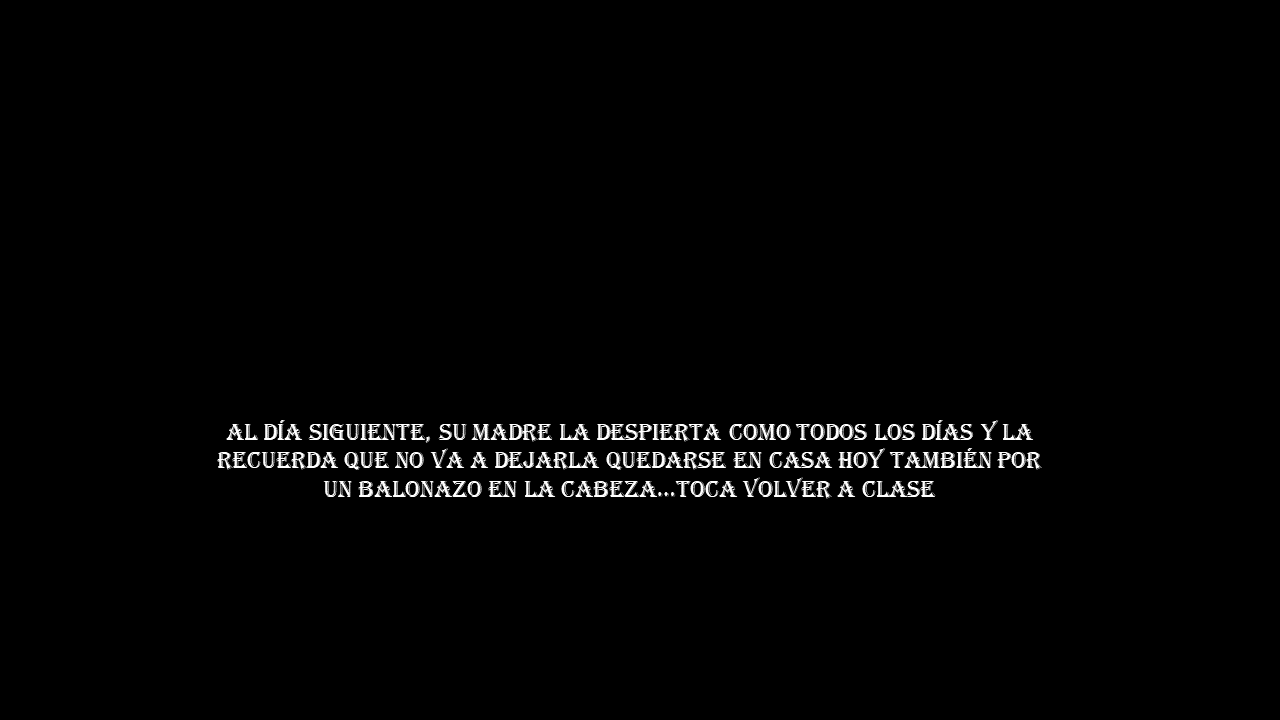 AL DÍA SIGUIENTE, SU MADRE LA DESPIERTA COMO TODOS LOS DÍAS Y LA
RECUERDA QUE NO VA A DEJARLA QUEDARSE EN CASA HOY TAMBIÉN POR
UN BALONAZO EN LA CABEZA...TOCA VOLVER A CLASE